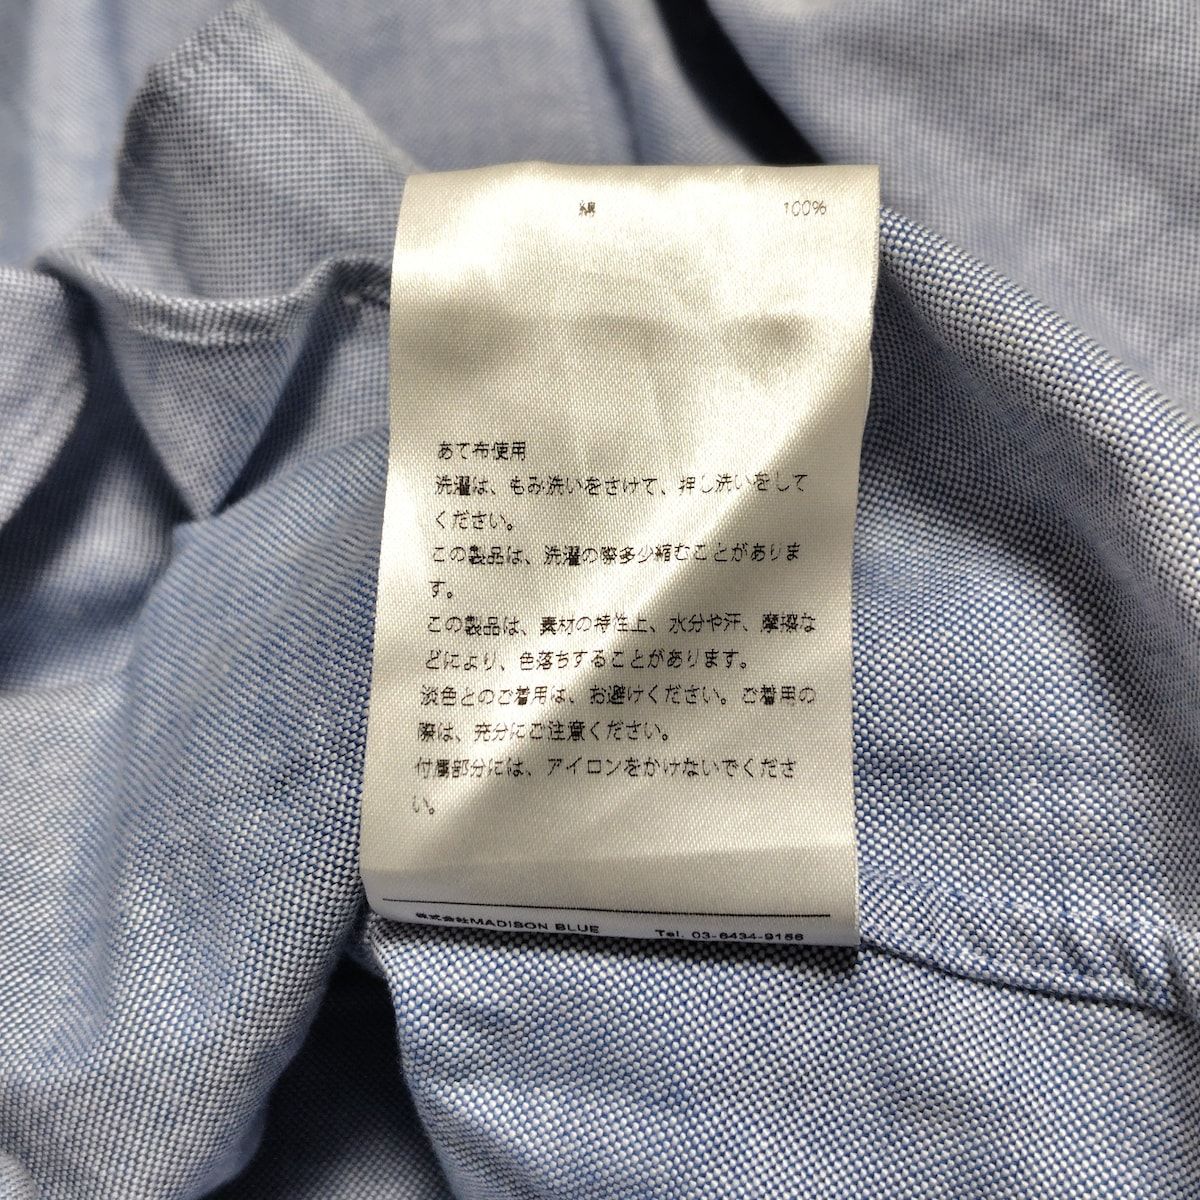 綿 100%
あて布使用
洗濯は、もみ洗いをさけて、押し洗いをして
ください。
この製品は、洗濯の際多少縮むことがありま
す。
この製品は、素材の特性上、水分や汗、摩擦な
どにより、色落ちすることがあります。
淡色とのご着用は、お避けください。ご着用の
際は、充分にご注意ください。
付属部分には、アイロンをかけないでくださ
い。
株式会社MADISON BLUE Tel. 03-6434-9156